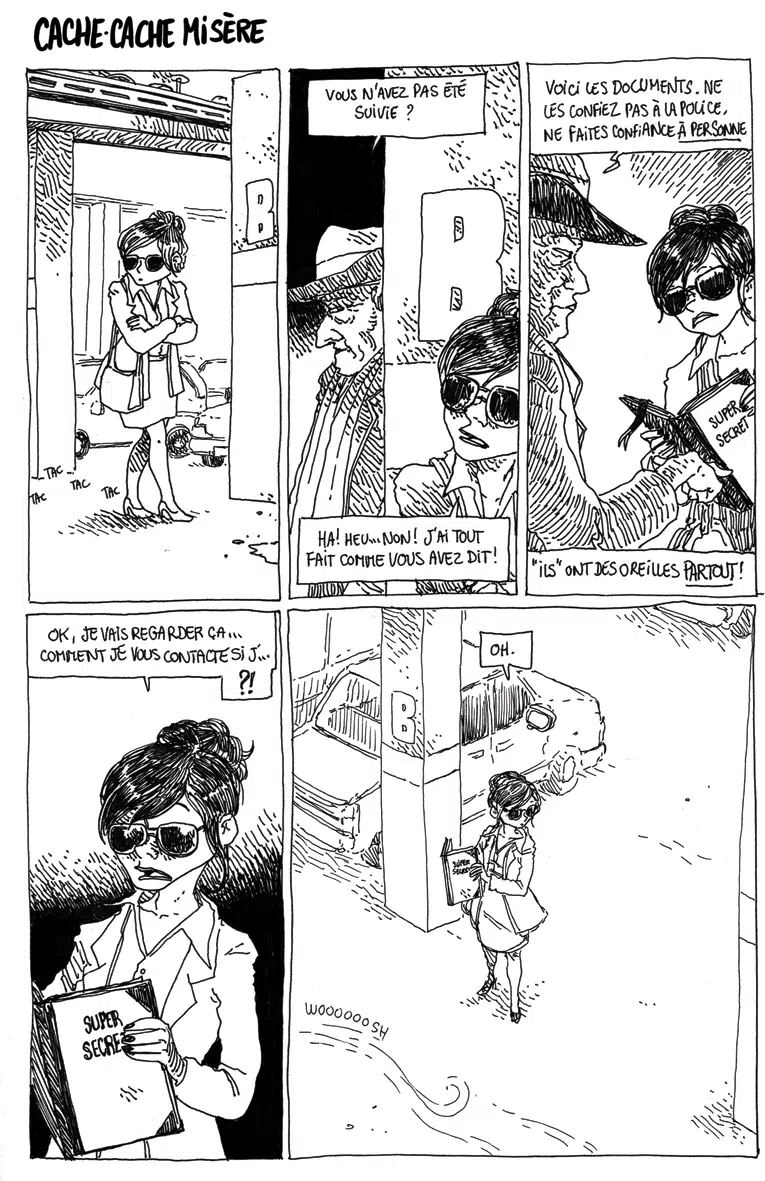 CACHE-CACHE MiSÈRE
B
TAC
TAC
TAC
TAC
VOUS N'AVEZ PAS ÉTÉ
SUIVIE ?
B
HA! HEU... NON! J'AI TOUT
FAIT COMME VOUS AVEZ DIT!
VOICI LES DOCUMENTS. NE
LES CONFIEZ PAS À LA POLICE,
NE FAITES CONFIANCE À PERSONNE
SUPER
SECRET
"ILS" ONT DES OREILLES PARTOUT!
OK, JE VAIS REGARDER ÇA...
COMMENT JE VOUS CONTACTE SI J'...
?!
SUPER
SECRE
OH.
B
SUPER
SECRE
WOOOOOOSH